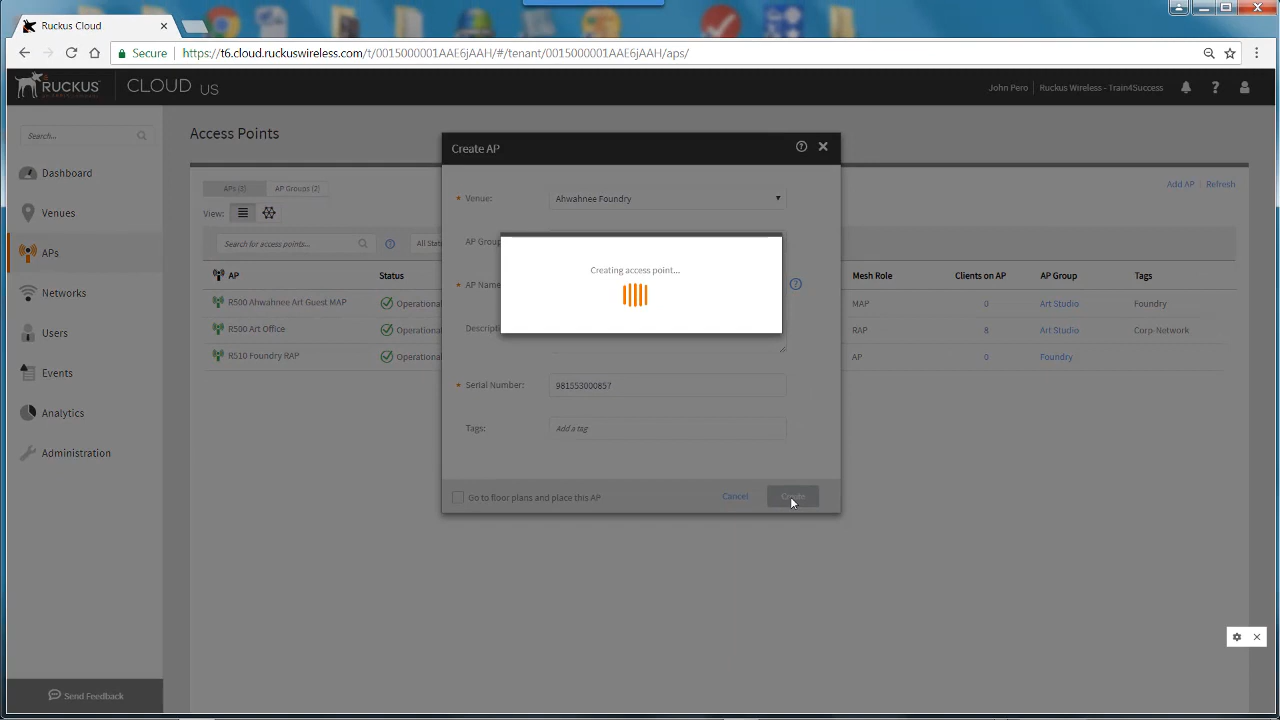 Ruckus Cloud
Secure
https://t6.cloud.ruckuswireless.com/t/0015000001AAE6jAAH/#/tenant/0015000001AAE6jAAH/aps/
RUCKUS
CLOUD US
John Pero
Ruckus Wireless - Train4Success
?
Search...
Dashboard
Venues
APs
Networks
Users
Events
Analytics
Administration
Send Feedback
Access Points
APs (3)
AP Groups (2)
Add AP
Refresh
View:
Search for access points...
?
All Stat
AP
Status
Mesh Role
Clients on AP
AP Group
Tags
R500 Ahwahnee Art Guest MAP
Operational
MAP
0
Art Studio
Foundry
R500 Art Office
Operational
RAP
8
Art Studio
Corp-Network
R510 Foundry RAP
Operational
AP
0
Foundry
Create AP
?
* Venue:
Ahwahnee Foundry
AP Group
* AP Name
?
Descripti
Creating access point...
* Serial Number:
981553000857
Tags:
Add a tag
Go to floor plans and place this AP
Cancel
Create